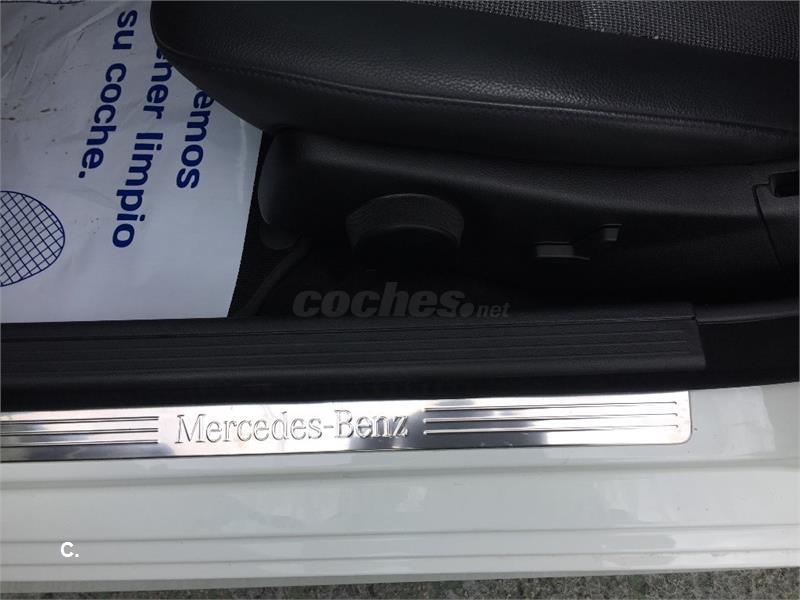 emos
ener limpio
su coche.
coches.net
Mercedes-Benz
C.